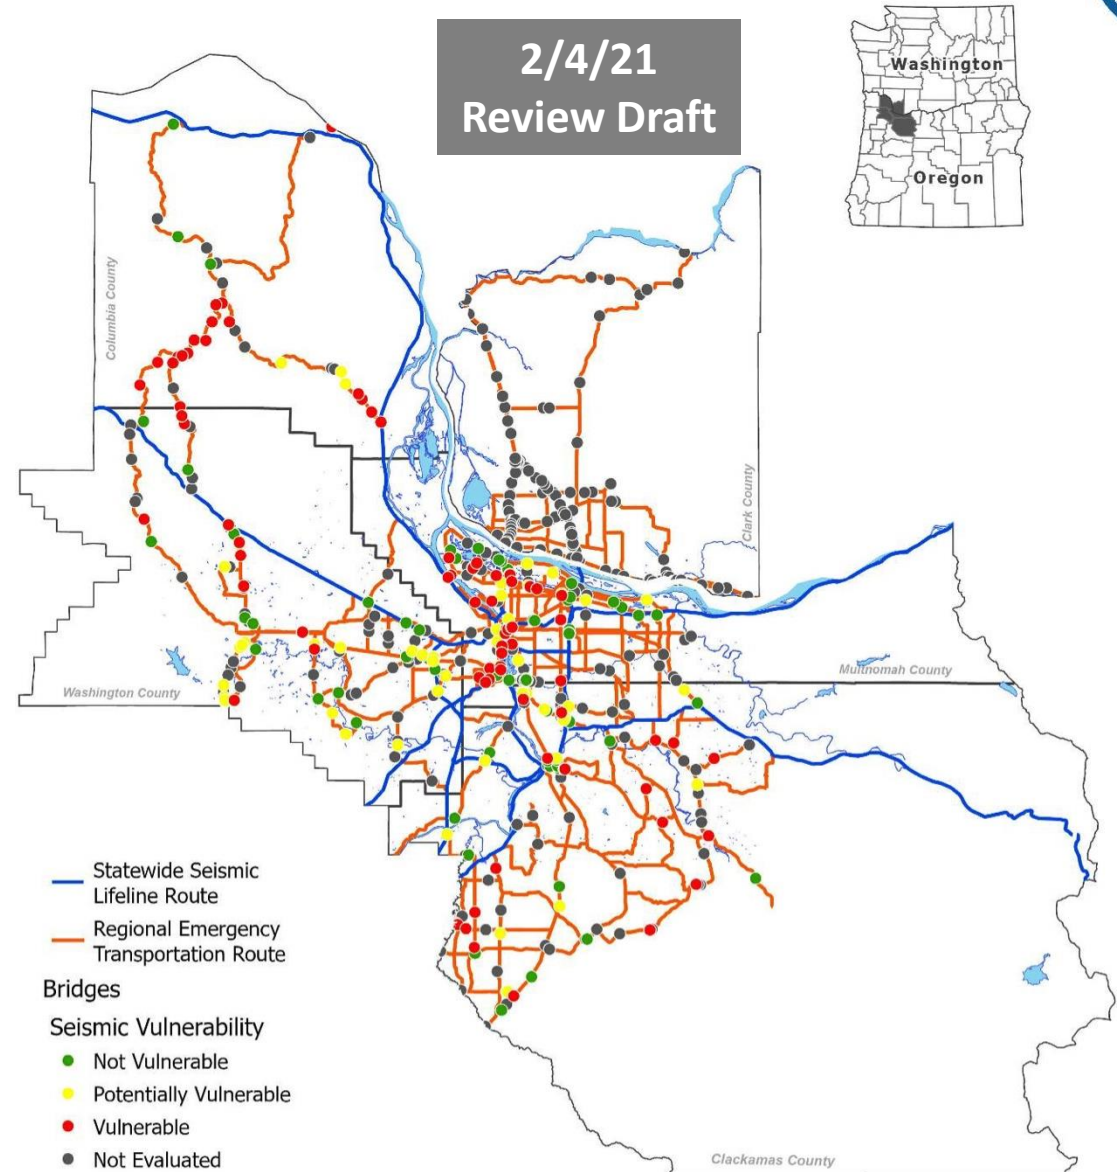 2/4/21
Review Draft
Washington
Oregon
Columbia County
Clark County
Multnomah County
Washington County
Statewide Seismic
Lifeline Route
Regional Emergency
Transportation Route
Bridges
Seismic Vulnerability
Not Vulnerable
Potentially Vulnerable
Vulnerable
Not Evaluated
Clackamas County